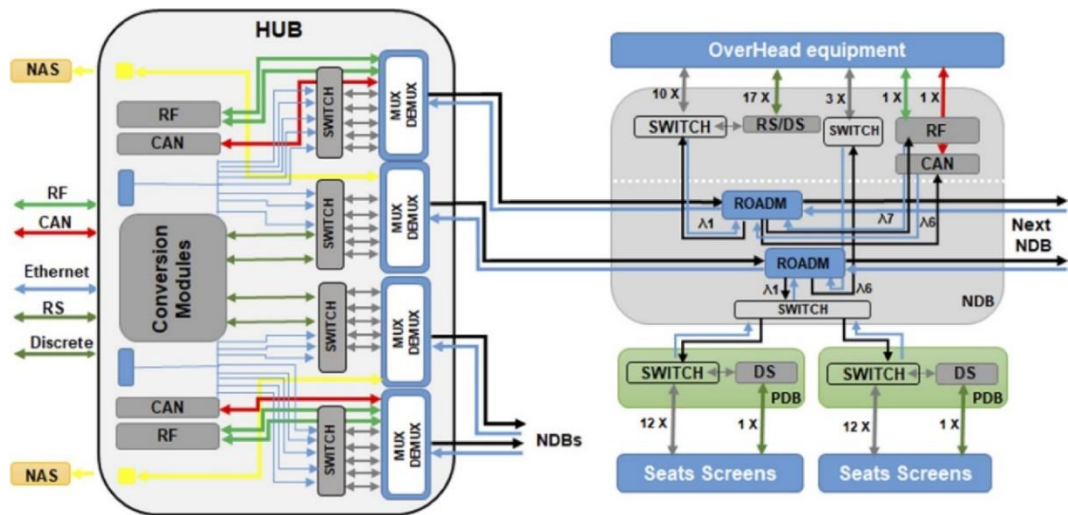 HUB
NAS
RF
CAN
SWITCH
MUX
DEMUX
SWITCH
MUX
DEMUX
RF
CAN
Ethernet
RS
Discrete
Conversion
Modules
SWITCH
MUX
DEMUX
CAN
RF
SWITCH
MUX
DEMUX
NAS
NDBs
OverHead equipment
10 X
17 X
3 X
1 X
1 X
SWITCH
RS/DS
SWITCH
RF
CAN
ROADM
λ1
λ7
λ6
Next
NDB
ROADM
λ1
λ6
NDB
SWITCH
SWITCH
DS
PDB
SWITCH
DS
PDB
12 X
1 X
12 X
1 X
Seats Screens
Seats Screens